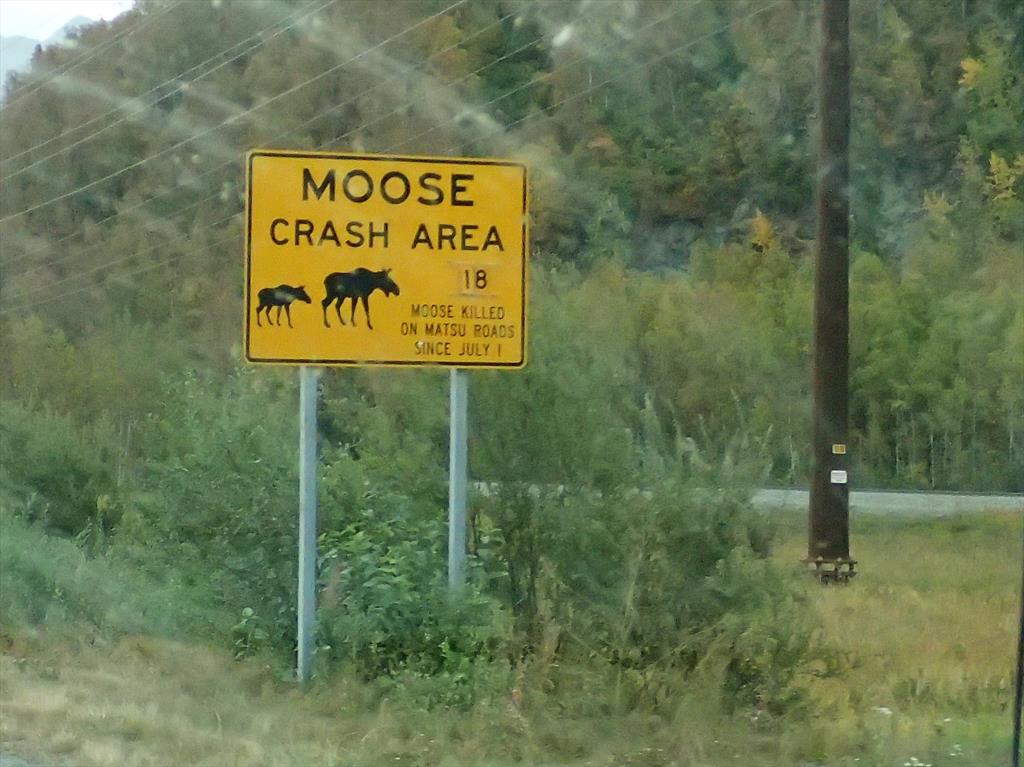 MOOSE
CRASH AREA
18
MOOSE KILLED
ON MATSU ROADS
SINCE JULY 1